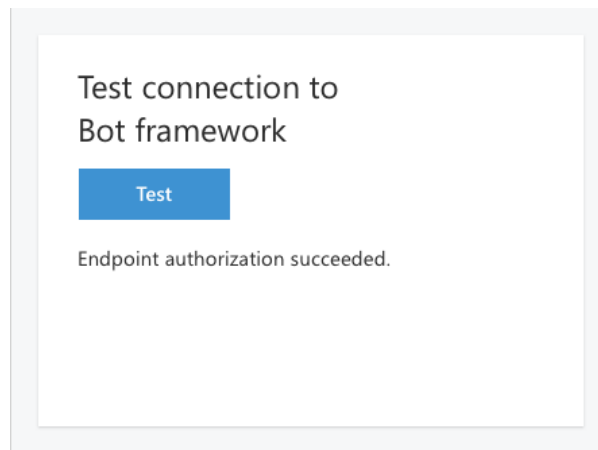 Test connection to
Bot framework
Test
Endpoint authorization succeeded.